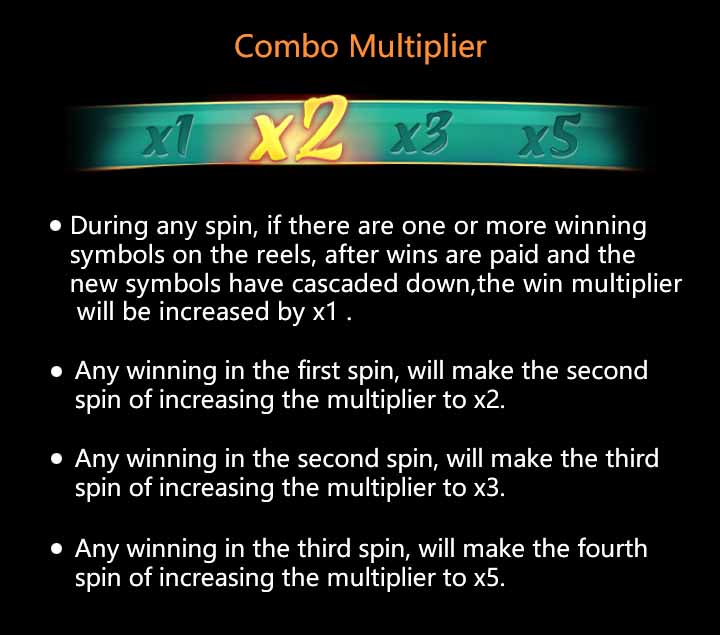 Combo Multiplier
x1 x2 x3 x5
● During any spin, if there are one or more winning
symbols on the reels, after wins are paid and the
new symbols have cascaded down,the win multiplier
will be increased by x1 .
● Any winning in the first spin, will make the second
spin of increasing the multiplier to x2.
● Any winning in the second spin, will make the third
spin of increasing the multiplier to x3.
● Any winning in the third spin, will make the fourth
spin of increasing the multiplier to x5.